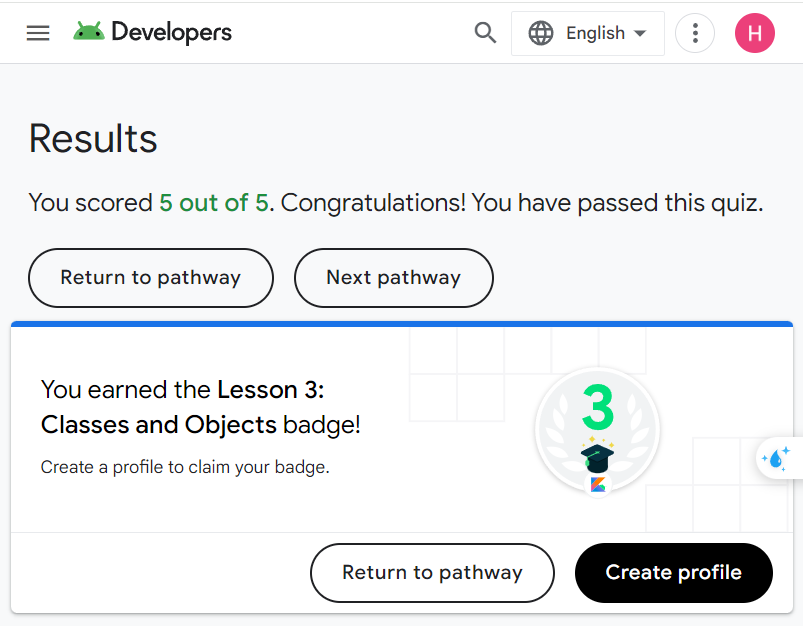 Developers
English
H
Results
You scored 5 out of 5. Congratulations! You have passed this quiz.
Return to pathway
Next pathway
You earned the Lesson 3:
Classes and Objects badge!
Create a profile to claim your badge.
3
Return to pathway
Create profile